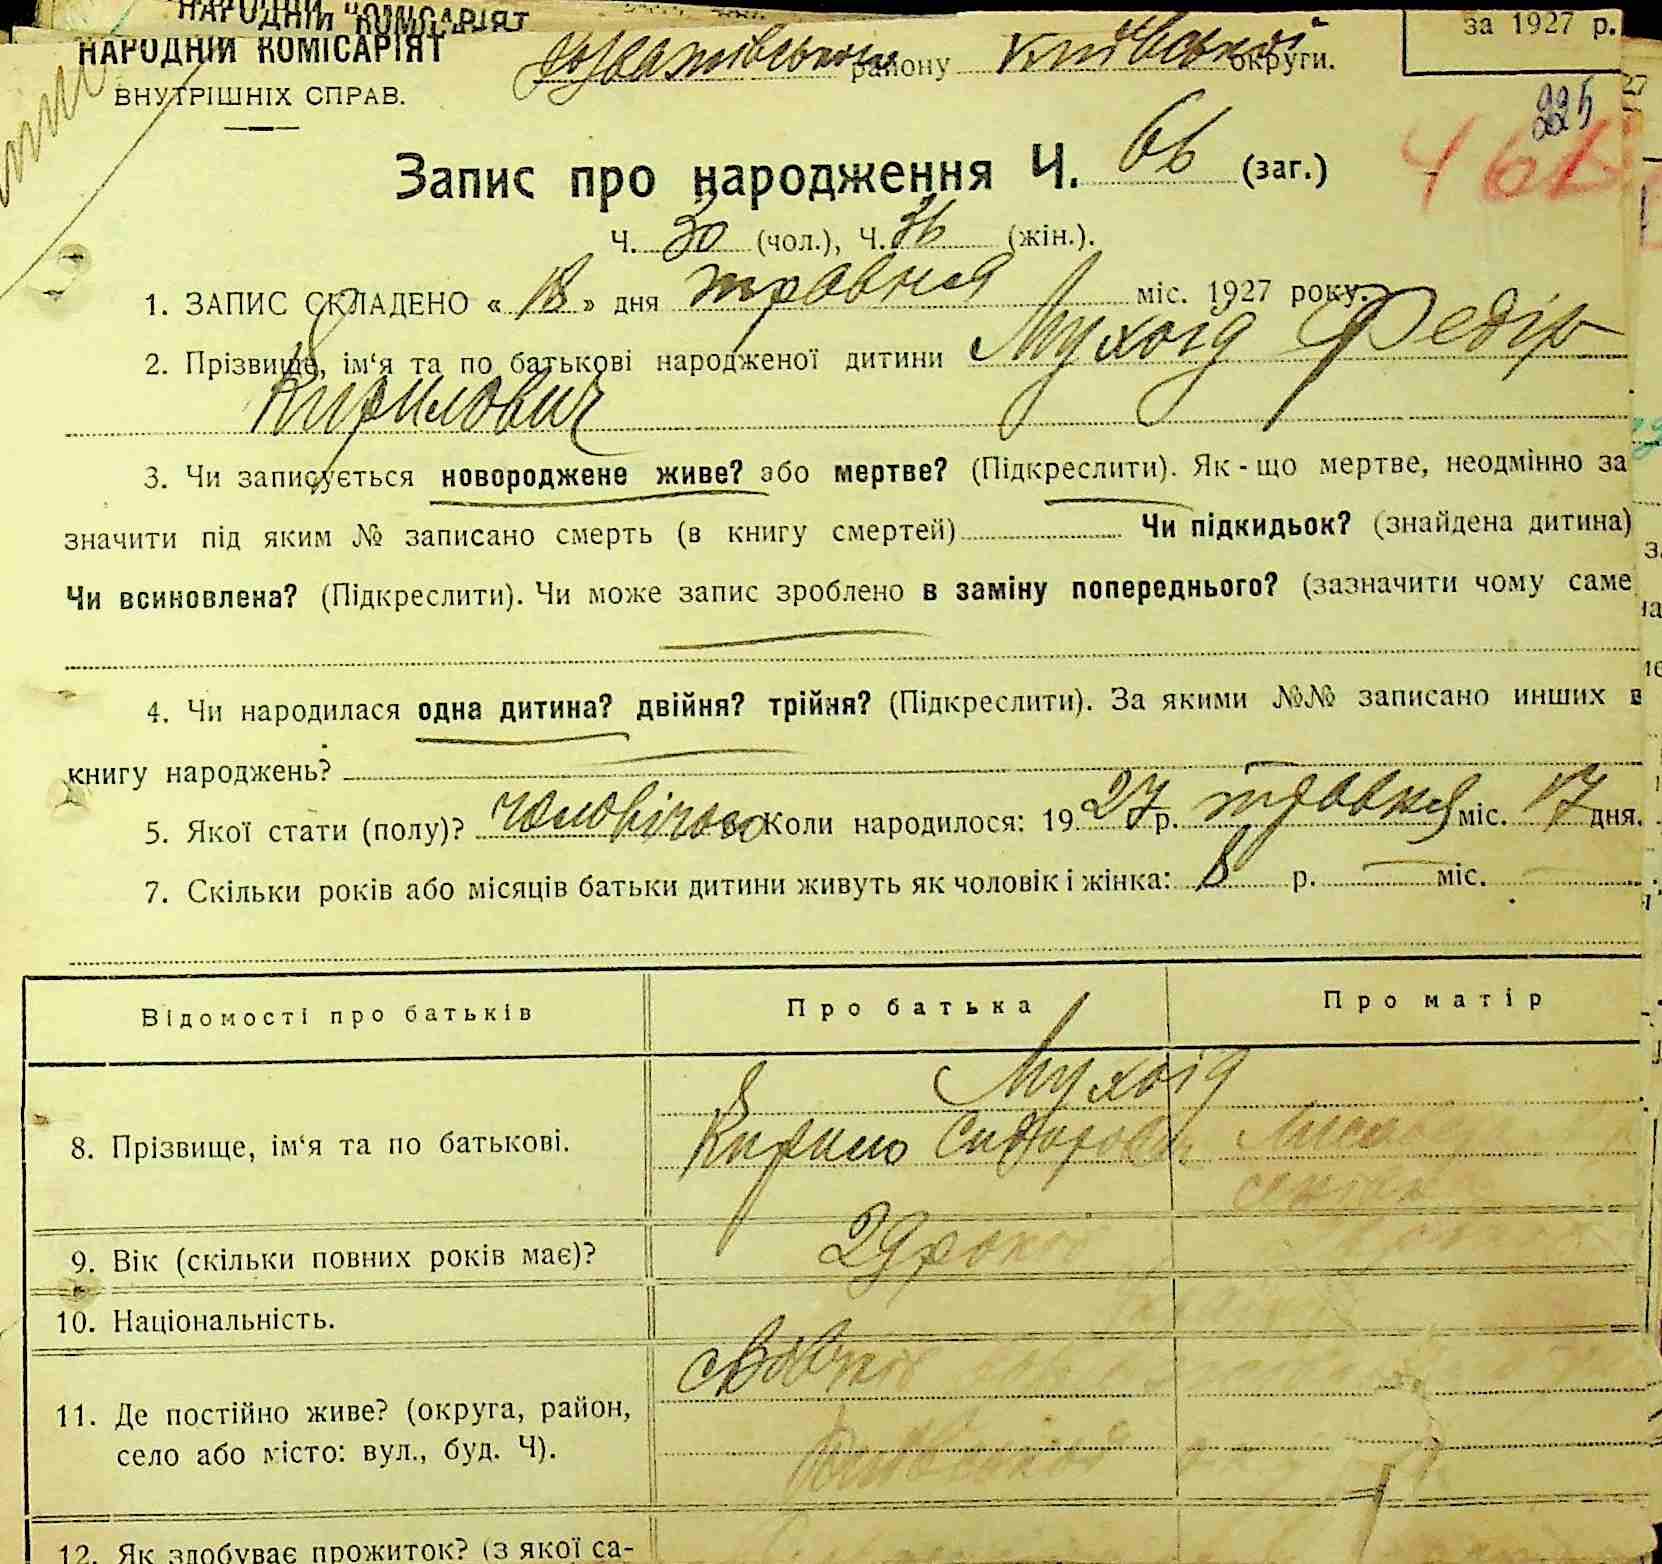 НАРОДНІЙ КОМІСАРІЯТ
НАРОДНІЙ КОМІСАРІЯТ
ВНУТРІШНІХ СПРАВ.
району Київської округи.
за 1927 р.
225
Запис про народження Ч. 66 (заг.)
466
Ч. 30 (чол.), Ч. 36 (жін.).
1. ЗАПИС СКЛАДЕНО « 18 » дня травня міс. 1927 року.
2. Прізвище, ім‘я та по батькові народженої дитини Мухоїд Федір
Кирилович
3. Чи записується новороджене живе? або мертве? (Підкреслити). Як - що мертве, неодмінно за
значити під яким № записано смерть (в книгу смертей) Чи підкидьок? (знайдена дитина)
Чи всиновлена? (Підкреслити). Чи може запис зроблено в заміну попереднього? (зазначити чому саме
4. Чи народилася одна дитина? двійня? трійня? (Підкреслити). За якими №№ записано инших в
книгу народжень?
5. Якої стати (полу)? чоловічого Коли народилося: 1927 р. травня міс. 17 дня.
7. Скільки років або місяців батьки дитини живуть як чоловік і жінка: 8 р. — міс. —
Відомості про батьків Про батька Про матір
Мухоїд
8. Прізвище, ім‘я та по батькові. Кирило Сидорович
9. Вік (скільки повних років має)? 29 років
10. Національність.
11. Де постійно живе? (округа, район,
село або місто: вул., буд. Ч).
Київської округи
12. Як здобуває прожиток? (з якої са-